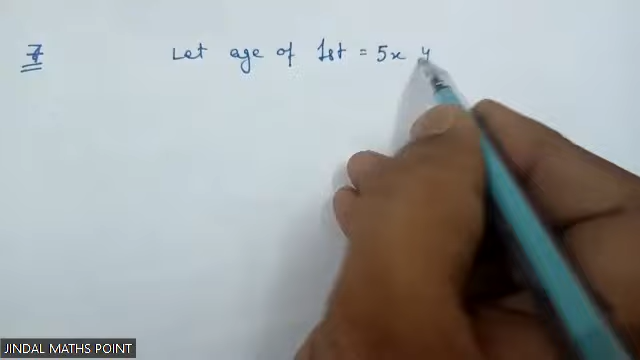 7
Let age of 1st = 5x y
JINDAL MATHS POINT